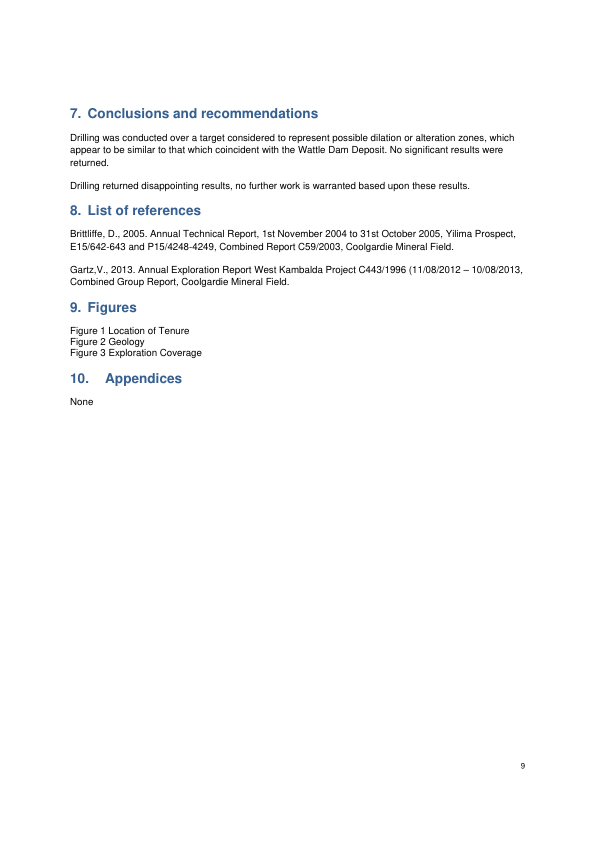 7. Conclusions and recommendations
Drilling was conducted over a target considered to represent possible dilation or alteration zones, which
appear to be similar to that which coincident with the Wattle Dam Deposit. No significant results were
returned.
Drilling returned disappointing results, no further work is warranted based upon these results.
8. List of references
Brittliffe, D., 2005. Annual Technical Report, 1st November 2004 to 31st October 2005, Yilima Prospect,
E15/642-643 and P15/4248-4249, Combined Report C59/2003, Coolgardie Mineral Field.
Gartz,V., 2013. Annual Exploration Report West Kambalda Project C443/1996 (11/08/2012 – 10/08/2013,
Combined Group Report, Coolgardie Mineral Field.
9. Figures
Figure 1 Location of Tenure
Figure 2 Geology
Figure 3 Exploration Coverage
10. Appendices
None
9